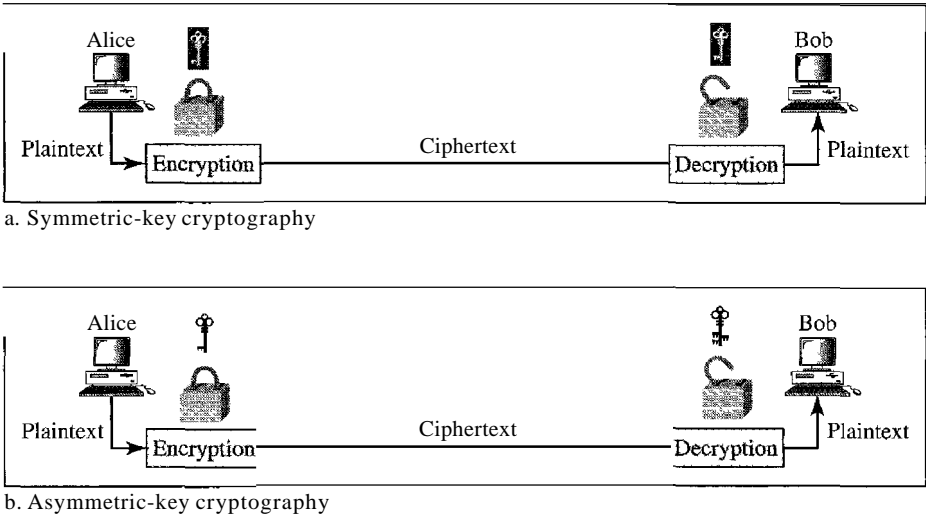 Alice
Bob
Plaintext
Encryption
Ciphertext
Decryption
Plaintext
a. Symmetric-key cryptography
Alice
Bob
Plaintext
Encryption
Ciphertext
Decryption
Plaintext
b. Asymmetric-key cryptography